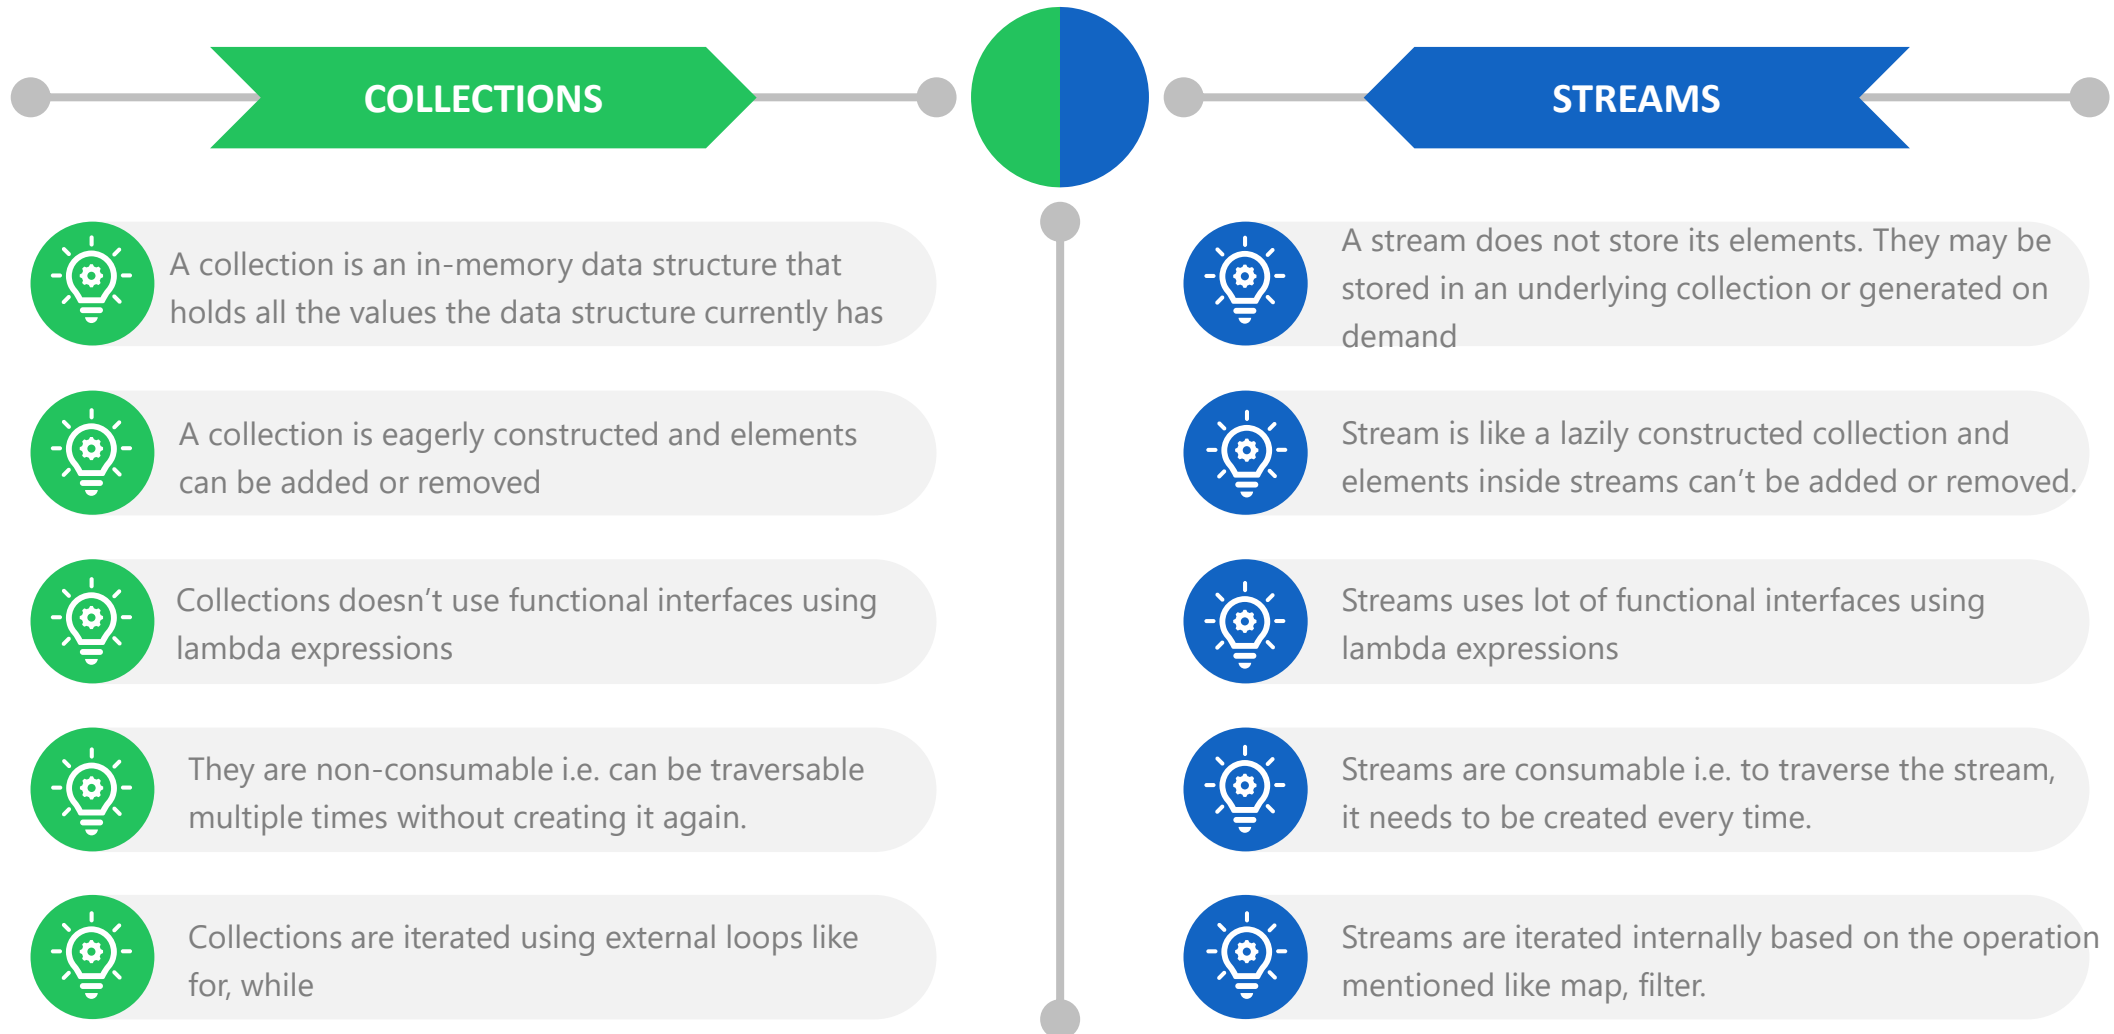 COLLECTIONS
A collection is an in-memory data structure that
holds all the values the data structure currently has
A collection is eagerly constructed and elements
can be added or removed
Collections doesn’t use functional interfaces using
lambda expressions
They are non-consumable i.e. can be traversable
multiple times without creating it again.
Collections are iterated using external loops like
for, while
STREAMS
A stream does not store its elements. They may be
stored in an underlying collection or generated on
demand
Stream is like a lazily constructed collection and
elements inside streams can’t be added or removed.
Streams uses lot of functional interfaces using
lambda expressions
Streams are consumable i.e. to traverse the stream,
it needs to be created every time.
Streams are iterated internally based on the operation
mentioned like map, filter.